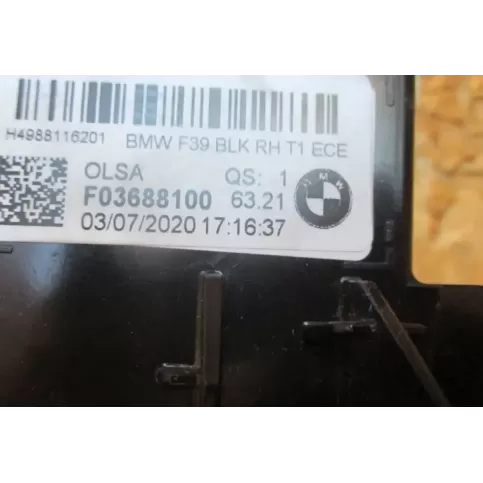 H4988116201 BMW F39 BLK RH T1 ECE
OLSA QS: 1
F03688100 63.21
03/07/2020 17:16:37
BMW